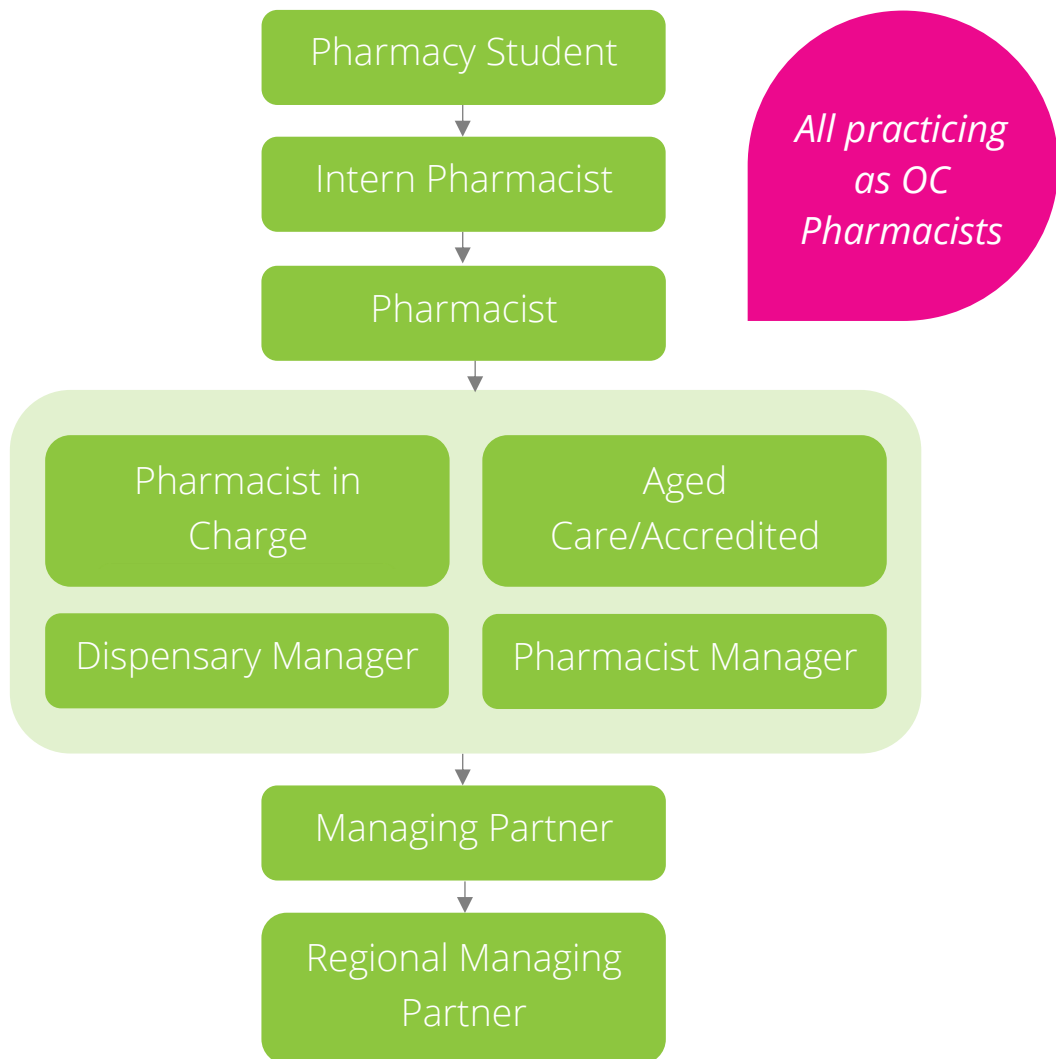 Pharmacy Student
All practicing
as OC
Pharmacists
Intern Pharmacist
Pharmacist
Pharmacist in
Charge
Aged
Care/Accredited
Dispensary Manager
Pharmacist Manager
Managing Partner
Regional Managing
Partner